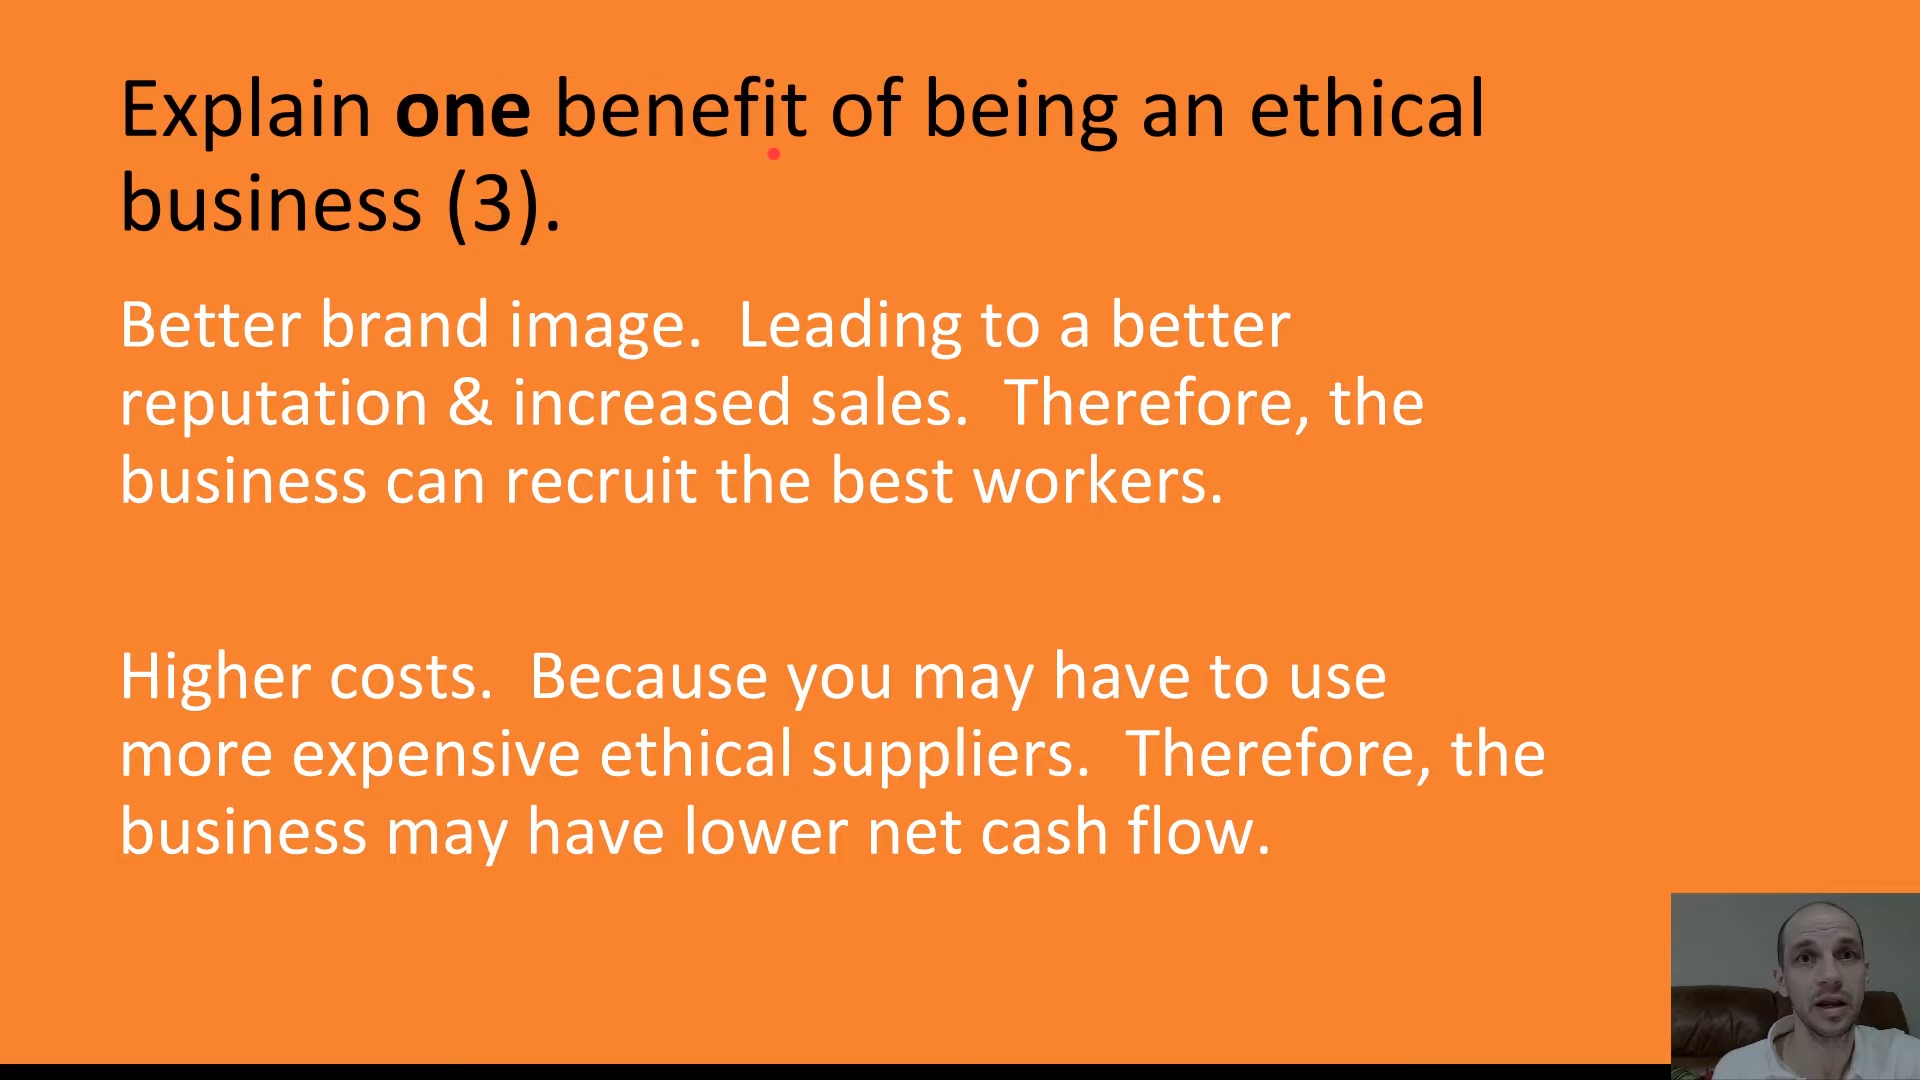 Explain one benefit of being an ethical
business (3).
Better brand image.  Leading to a better
reputation & increased sales.  Therefore, the
business can recruit the best workers.
Higher costs.  Because you may have to use
more expensive ethical suppliers.  Therefore, the
business may have lower net cash flow.